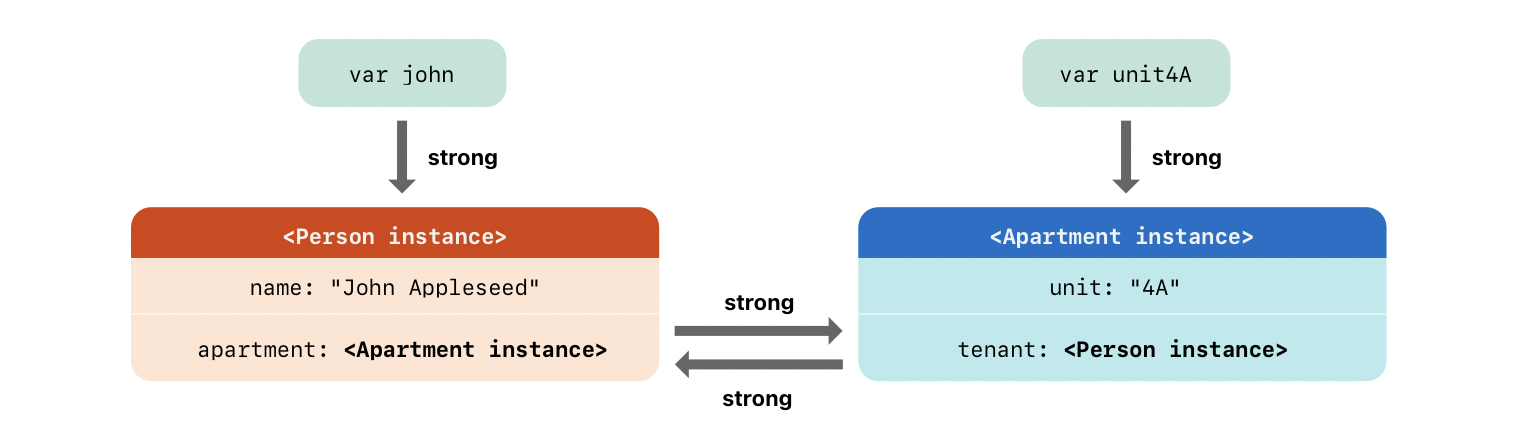 var john
var unit4A
strong
strong
<Person instance>
<Apartment instance>
name: "John Appleseed"
unit: "4A"
strong
apartment: <Apartment instance>
tenant: <Person instance>
strong